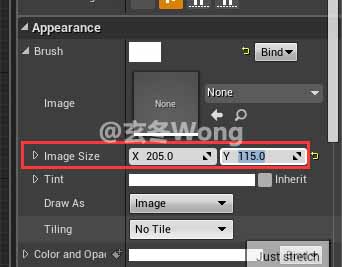 Appearance
Brush
Bind
Image
None
None
@玄冬Wong
Image Size X 205.0 Y 115.0
Tint Inherit
Draw As Image
Tiling No Tile
Just stretch
Color and Opac